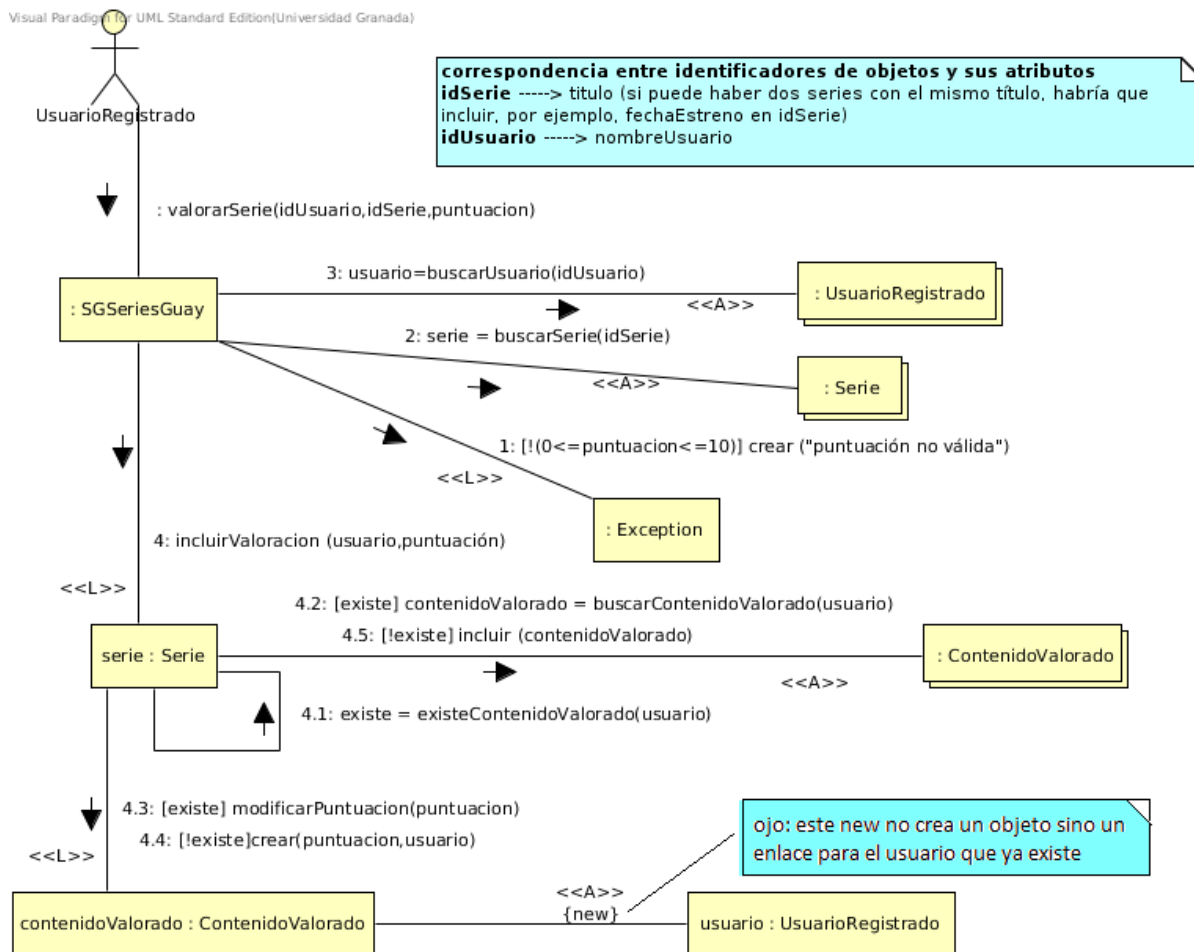 Visual Paradigm for UML Standard Edition(Universidad Granada)
UsuarioRegistrado
correspondencia entre identificadores de objetos y sus atributos
idSerie -----> titulo (si puede haber dos series con el mismo título, habría que
incluir, por ejemplo, fechaEstreno en idSerie)
idUsuario -----> nombreUsuario
: valorarSerie(idUsuario,idSerie,puntuacion)
3: usuario=buscarUsuario(idUsuario)
: SGSeriesGuay
<<A>>
: UsuarioRegistrado
2: serie = buscarSerie(idSerie)
<<A>>
: Serie
1: [!(0<=puntuacion<=10)] crear ("puntuación no válida")
<<L>>
: Exception
4: incluirValoracion (usuario,puntuación)
<<L>>
4.2: [existe] contenidoValorado = buscarContenidoValorado(usuario)
4.5: [!existe] incluir (contenidoValorado)
serie : Serie
: ContenidoValorado
<<A>>
4.1: existe = existeContenidoValorado(usuario)
4.3: [existe] modificarPuntuacion(puntuacion)
4.4: [!existe]crear(puntuacion,usuario)
<<L>>
ojo: este new no crea un objeto sino un
enlace para el usuario que ya existe
<<A>>
{new}
contenidoValorado : ContenidoValorado
usuario : UsuarioRegistrado